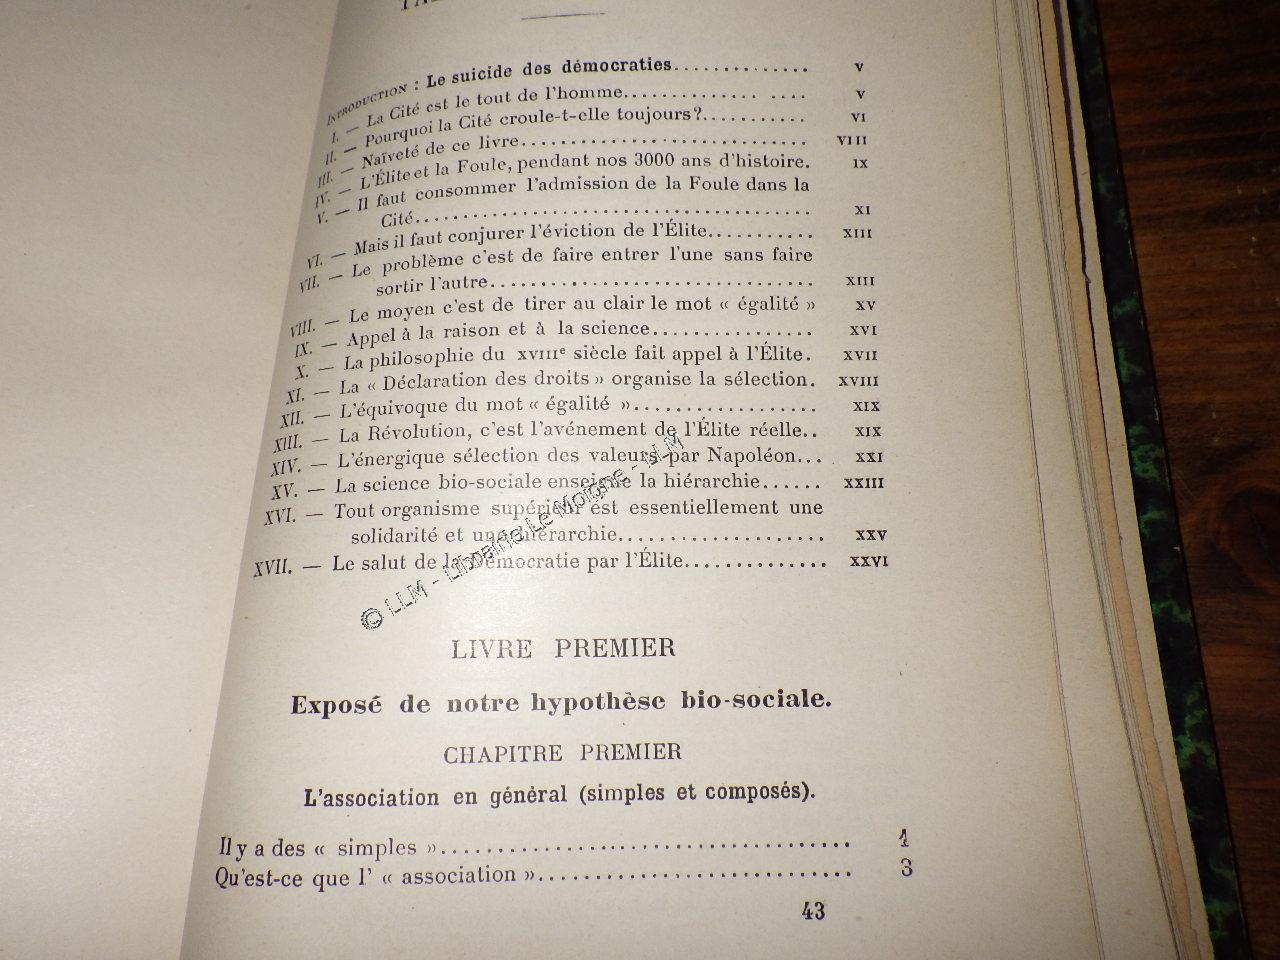 INTRODUCTION : Le suicide des démocraties.............. v
I. — La Cité est le tout de l'homme.............. .... v
II. — Pourquoi la Cité croule-t-elle toujours?........... vi
III. — Naïveté de ce livre............................. viii
IV. — L'Élite et la Foule, pendant nos 3000 ans d'histoire. ix
V. — Il faut consommer l'admission de la Foule dans la
Cité........................................ xi
VI. — Mais il faut conjurer l'éviction de l'Élite........... xiii
VII. — Le problème c'est de faire entrer l'une sans faire
sortir l'autre................................ xiii
VIII. — Le moyen c'est de tirer au clair le mot « égalité » xv
IX. — Appel à la raison et à la science................ xvi
X. — La philosophie du xviiie siècle fait appel à l'Élite. xvii
XI. — La « Déclaration des droits » organise la sélection. xviii
XII. — L'équivoque du mot « égalité ».................. xix
XIII. — La Révolution, c'est l'avénement de l'Élite réelle.. xix
XIV. — L'énergique sélection des valeurs par Napoléon... xxi
XV. — La science bio-sociale enseigne la hiérarchie...... xxiii
XVI. — Tout organisme supérieur est essentiellement une
solidarité et une hiérarchie.................... xxv
XVII. — Le salut de la Démocratie par l'Élite............. xxvi
© LLM - Librairie Le Moigne - LLM
LIVRE PREMIER
Exposé de notre hypothèse bio-sociale.
CHAPITRE PREMIER
L'association en général (simples et composés).
Il y a des « simples »..................................... 1
Qu'est-ce que l' « association »............................ 3
43